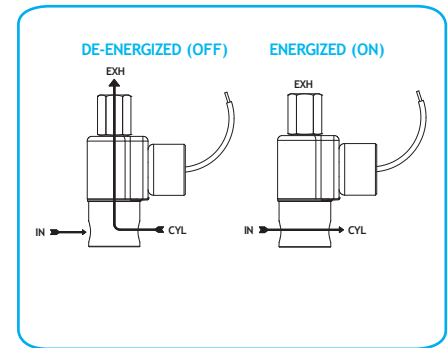 DE-ENERGIZED (OFF)
ENERGIZED (ON)
EXH
EXH
IN
CYL
IN
CYL